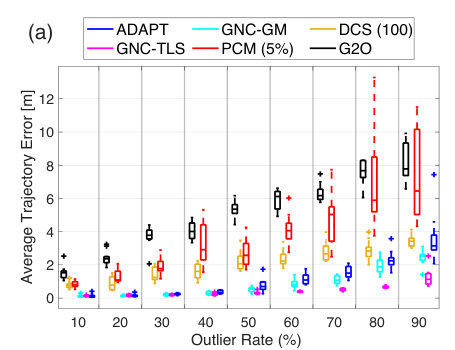 (a)
ADAPT GNC-GM DCS (100)
GNC-TLS PCM (5%) G2O
Average Trajectory Error [m]
12
10
8
6
4
2
0
10 20 30 40 50 60 70 80 90
Outlier Rate (%)